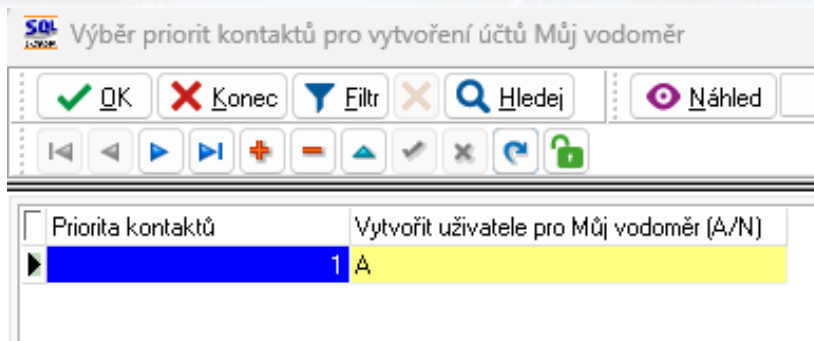 SQL Výběr priorit kontaktů pro vytvoření účtů Můj vodoměr
OK Konec Filtr Hledej Náhled
Priorita kontaktů Vytvořit uživatele pro Můj vodoměr (A/N)
1 A